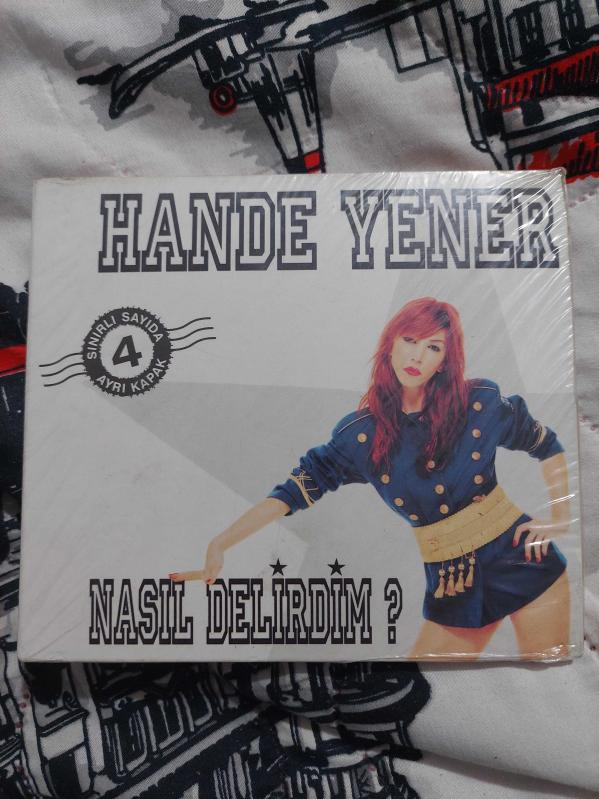 HANDE YENER
SINIRLI SAYIDA
4
AYRI KAPAK
NASIL DELİRDİM ?